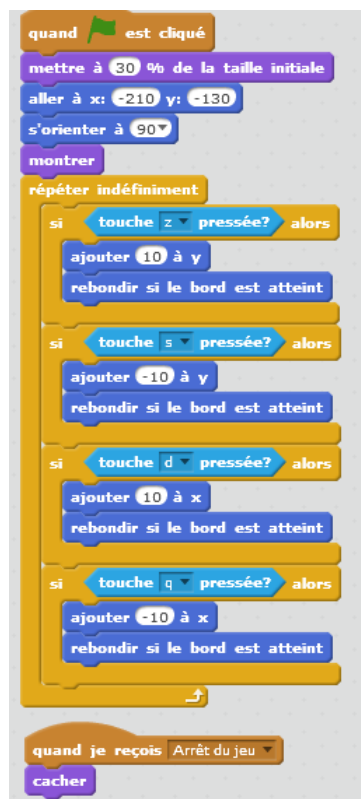 quand est cliqué
mettre à 30 % de la taille initiale
aller à x: -210 y: -130
s'orienter à 90
montrer
répéter indéfiniment
si touche z pressée? alors
ajouter 10 à y
rebondir si le bord est atteint
si touche s pressée? alors
ajouter -10 à y
rebondir si le bord est atteint
si touche d pressée? alors
ajouter 10 à x
rebondir si le bord est atteint
si touche q pressée? alors
ajouter -10 à x
rebondir si le bord est atteint
quand je reçois Arrêt du jeu
cacher